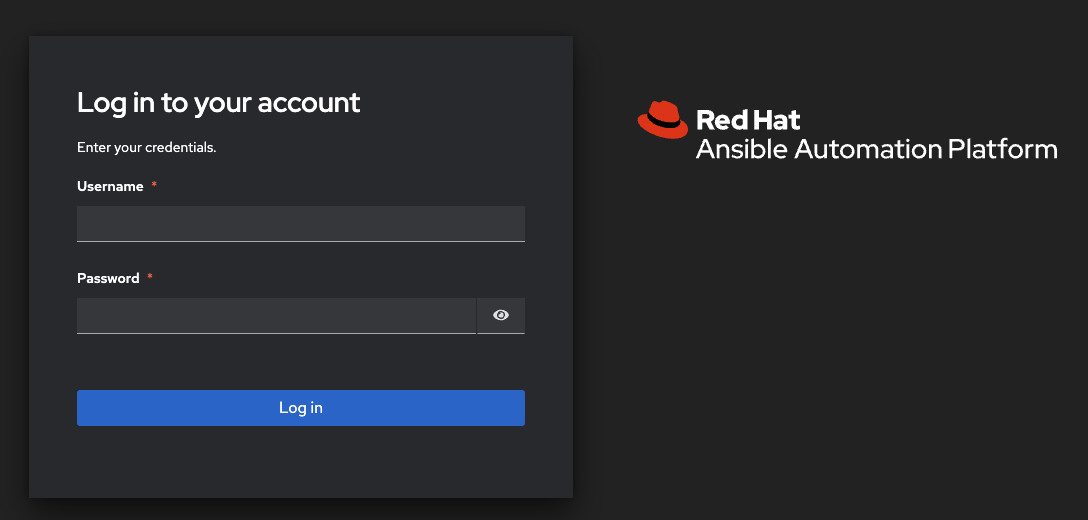 Log in to your account
Enter your credentials.
Username *
Password *
Log in
Red Hat
Ansible Automation Platform